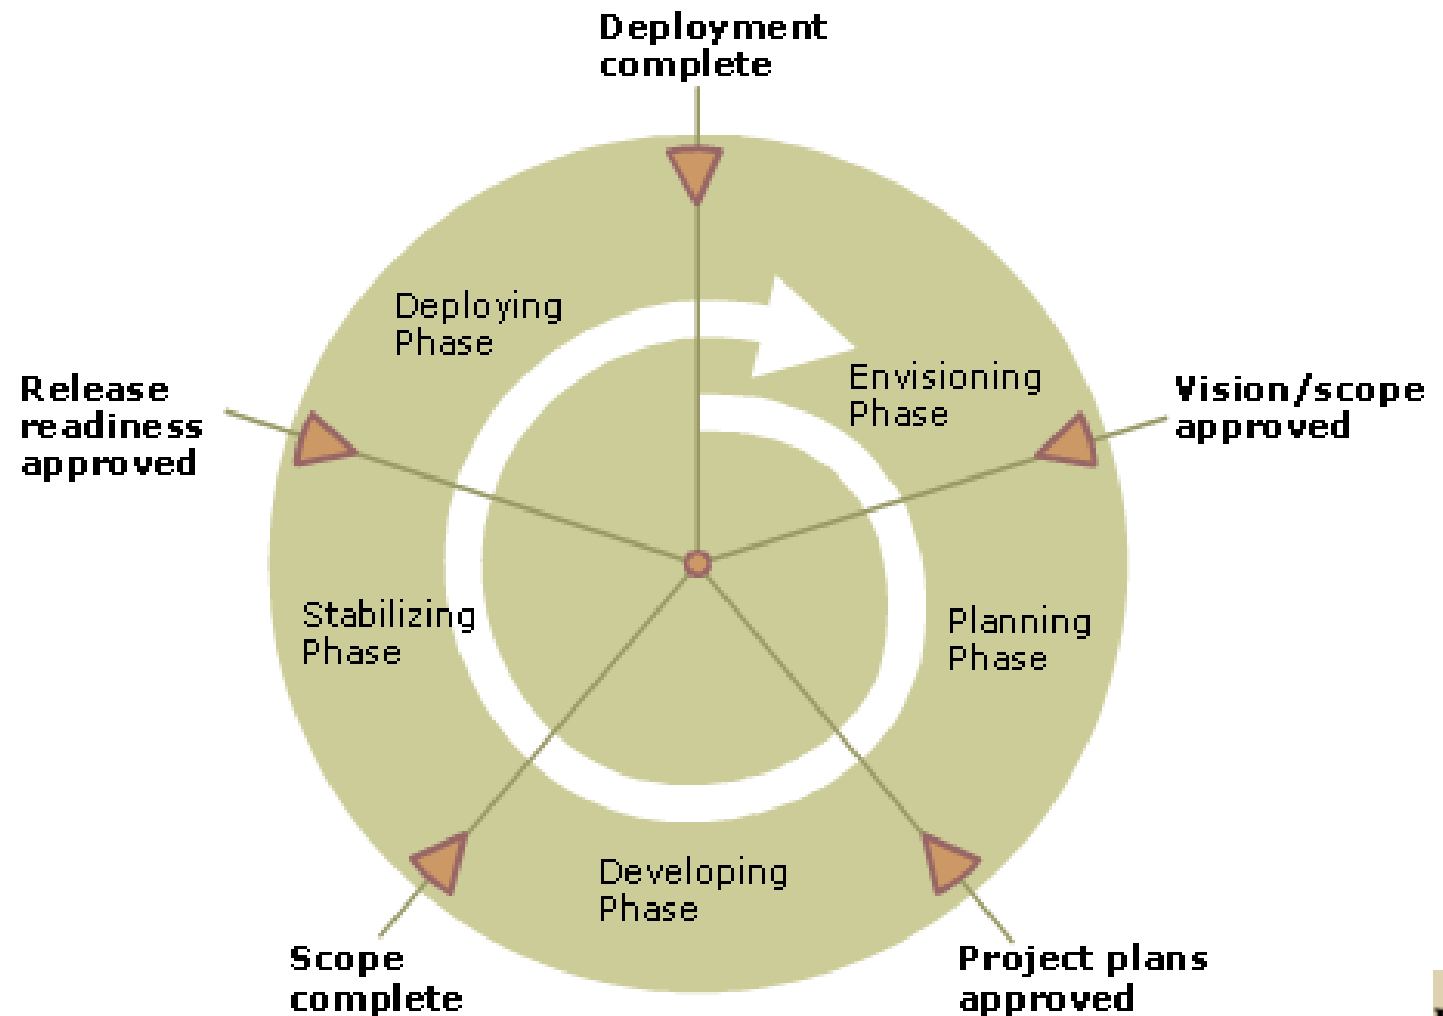 Deployment
complete
Deploying
Phase
Envisioning
Phase
Release
readiness
approved
Vision/scope
approved
Stabilizing
Phase
Planning
Phase
Developing
Phase
Scope
complete
Project plans
approved